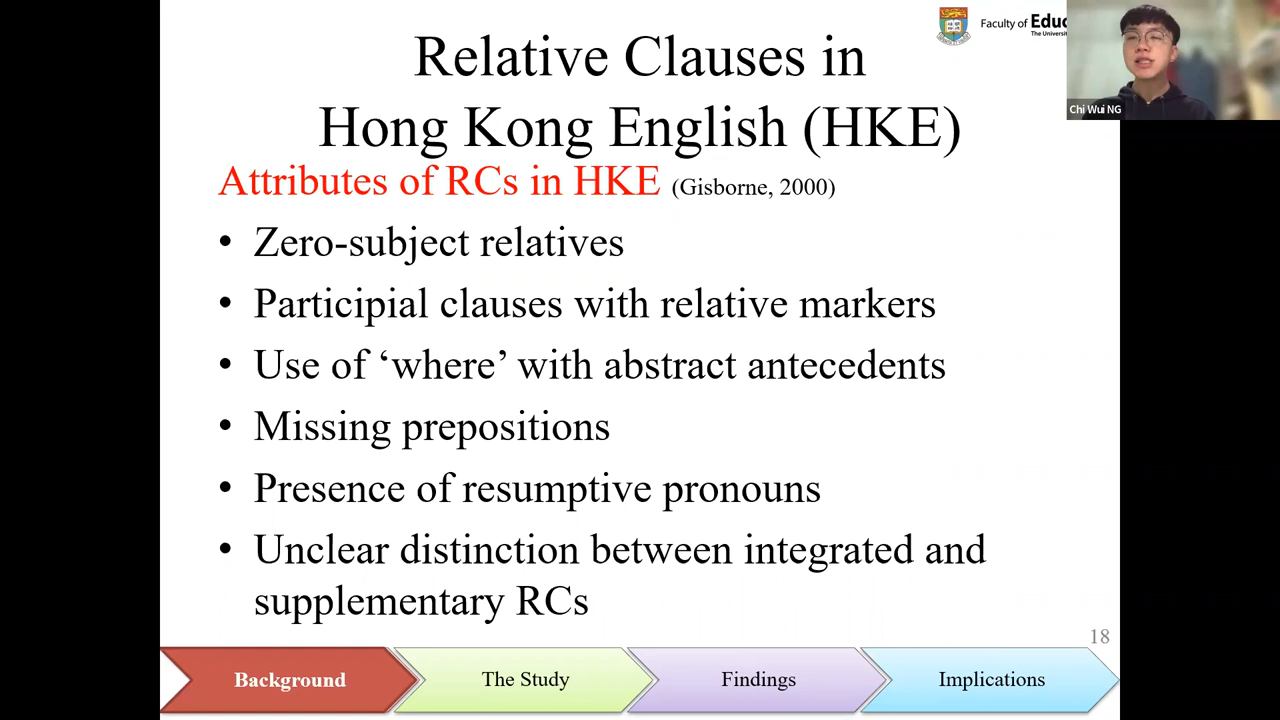 Relative Clauses in
Hong Kong English (HKE)
Faculty of Educ
The Universi
Chi Wui NG
Attributes of RCs in HKE (Gisborne, 2000)
• Zero-subject relatives
• Participial clauses with relative markers
• Use of ‘where’ with abstract antecedents
• Missing prepositions
• Presence of resumptive pronouns
• Unclear distinction between integrated and
supplementary RCs
18
Background
The Study
Findings
Implications